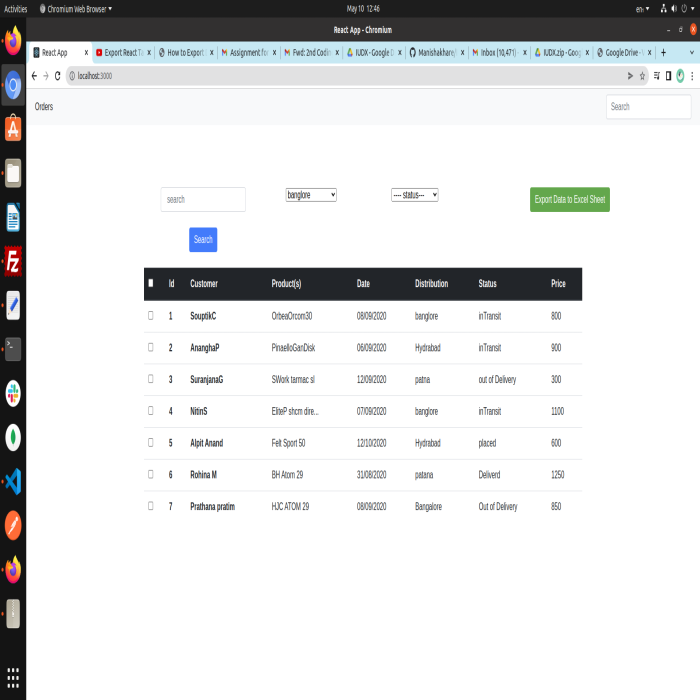 Activities Chromium Web Browser May 10 12:46 en
React App - Chromium
React App Export React Te How to Export Assignment for Fwd: 2nd Codin IUDX - Google D Manishakhare/ Inbox (10,471) IUDX.zip - Goog Google Drive -
localhost:3000
Orders Search
search banglore ---- status--- Export Data to Excel Sheet
Search
Id Customer Product(s) Date Distribution Status Price
1 SouptikC OrbeaOrcom30 08/09/2020 banglore inTransit 800
2 AnanghaP PinaelloGanDisk 06/09/2020 Hydrabad inTransit 900
3 SuranjanaG SWork tarmac sl 12/09/2020 patna out of Delivery 300
4 NitinS EliteP shcm dire... 07/09/2020 banglore inTransit 1100
5 Alpit Anand Felt Sport 50 12/10/2020 Hydrabad placed 600
6 Rohina M BH Atom 29 31/08/2020 patana Deliverd 1250
7 Prathana pratim HJC ATOM 29 08/09/2020 Bangalore Out of Delivery 850